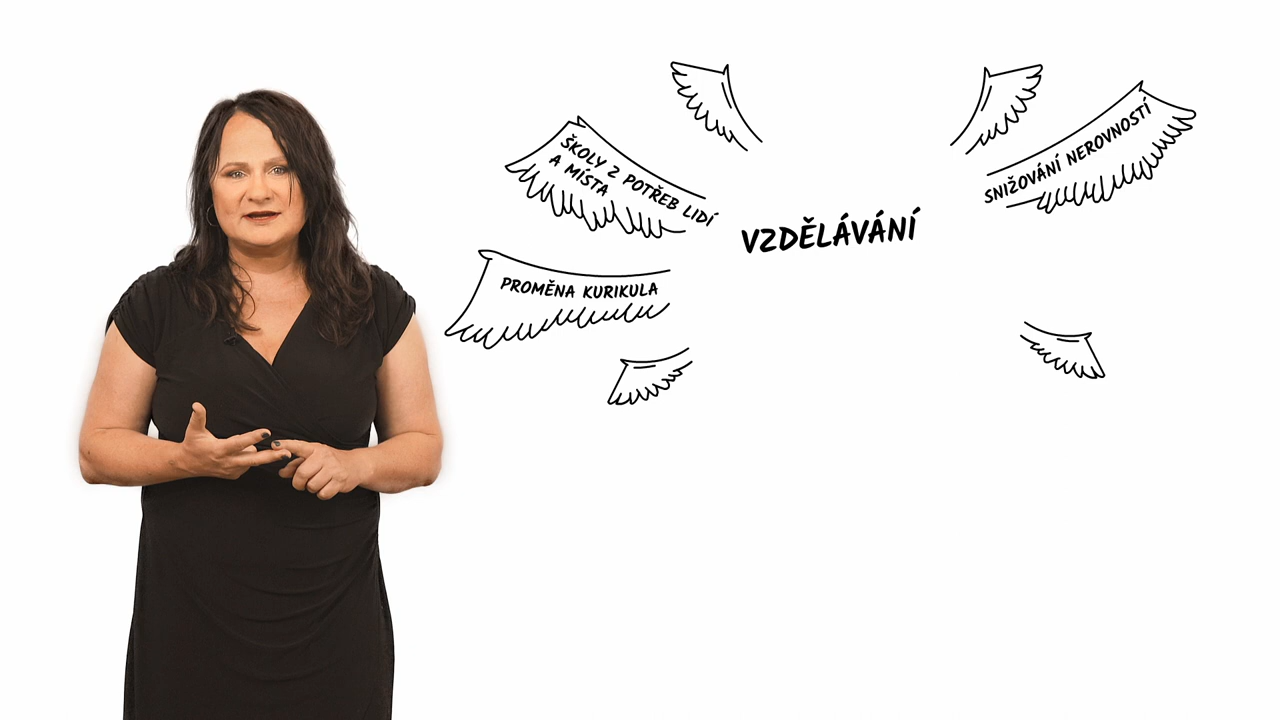 ŠKOLY Z POTŘEB LIDÍ
A MÍSTA
SNIŽOVÁNÍ NEROVNOSTÍ
VZDĚLÁVÁNÍ
PROMĚNA KURIKULA